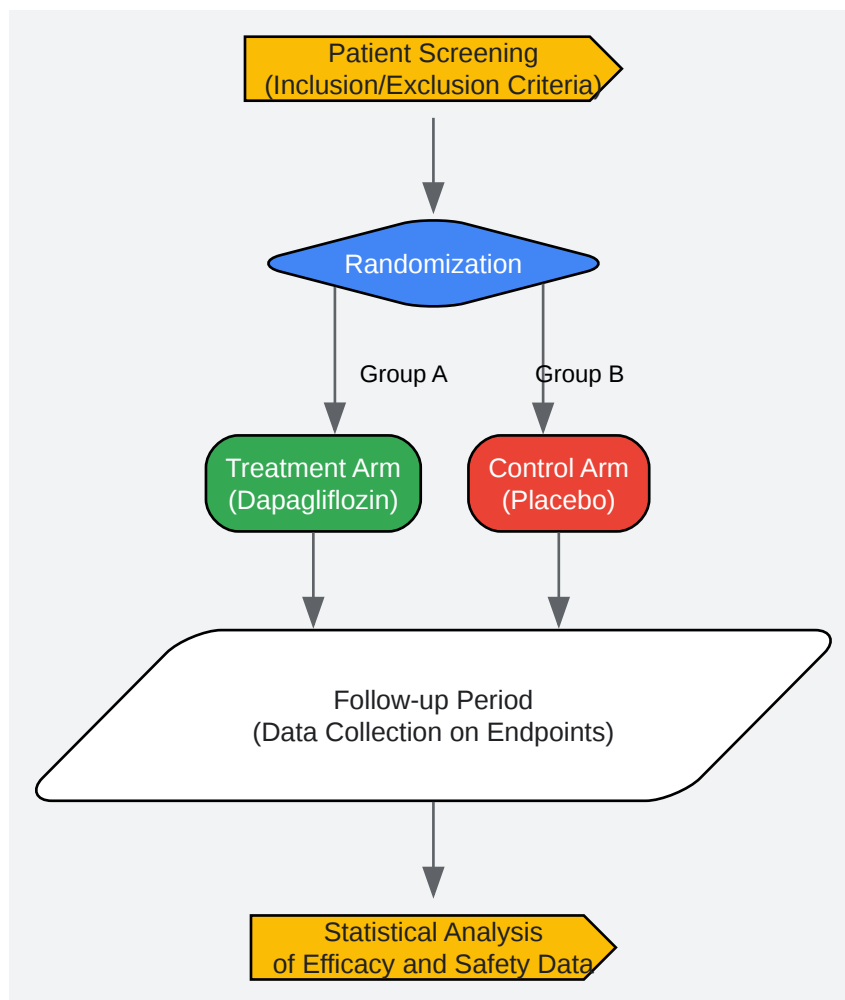 Patient Screening
(Inclusion/Exclusion Criteria)
Randomization
Group A
Group B
Treatment Arm
(Dapagliflozin)
Control Arm
(Placebo)
Follow-up Period
(Data Collection on Endpoints)
Statistical Analysis
of Efficacy and Safety Data